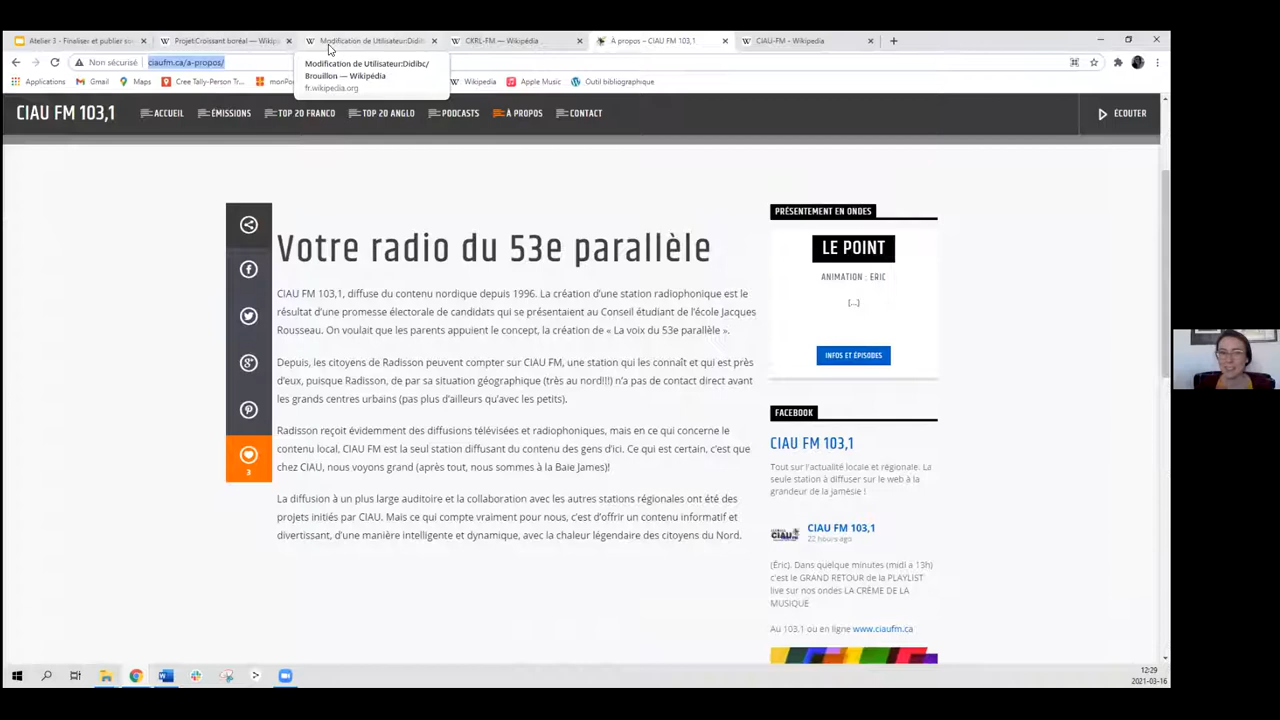 Atelier 3 - Finaliser et publier so
Projet:Croissant boréal — Wikip
Modification de Utilisateur:Didib
CKRL-FM — Wikipédia
À propos – CIAU FM 103,1
CIAU-FM - Wikipedia
Non sécurisé
ciaufm.ca/a-propos/
Modification de Utilisateur:Didibc/
Brouillon — Wikipédia
fr.wikipedia.org
Applications
Gmail
Maps
Cree Tally-Person Tr...
monPo
Wikipedia
Apple Music
Outil bibliographique
CIAU FM 103,1
ACCUEIL
ÉMISSIONS
TOP 20 FRANCO
TOP 20 ANGLO
PODCASTS
À PROPOS
CONTACT
ECOUTER
Votre radio du 53e parallèle
CIAU FM 103,1, diffuse du contenu nordique depuis 1996. La création d'une station radiophonique est le
résultat d'une promesse électorale de candidats qui se présentaient au Conseil étudiant de l'école Jacques
Rousseau. On voulait que les parents appuient le concept, la création de « La voix du 53e parallèle ».
Depuis, les citoyens de Radisson peuvent compter sur CIAU FM, une station qui les connaît et qui est près
d'eux, puisque Radisson, de par sa situation géographique (très au nord!!!) n'a pas de contact direct avant
les grands centres urbains (pas plus d'ailleurs qu'avec les petits).
Radisson reçoit évidemment des diffusions télévisées et radiophoniques, mais en ce qui concerne le
contenu local, CIAU FM est la seul station diffusant du contenu des gens d'ici. Ce qui est certain, c'est que
chez CIAU, nous voyons grand (après tout, nous sommes à la Baie James)!
La diffusion à un plus large auditoire et la collaboration avec les autres stations régionales ont été des
projets initiés par CIAU. Mais ce qui compte vraiment pour nous, c'est d'offrir un contenu informatif et
divertissant, d'une manière intelligente et dynamique, avec la chaleur légendaire des citoyens du Nord.
3
PRÉSENTEMENT EN ONDES
LE POINT
ANIMATION : ERIC
[...]
INFOS ET ÉPISODES
FACEBOOK
CIAU FM 103,1
Tout sur l'actualité locale et régionale. La
seule station à diffuser sur le web à la
grandeur de la jamésie !
CIAU FM 103,1
22 hours ago
(Éric). Dans quelque minutes (midi a 13h)
c'est le GRAND RETOUR de la PLAYLIST
live sur nos ondes LA CRÈME DE LA
MUSIQUE
Au 103.1 ou en ligne www.ciaufm.ca
12:29
2021-03-16